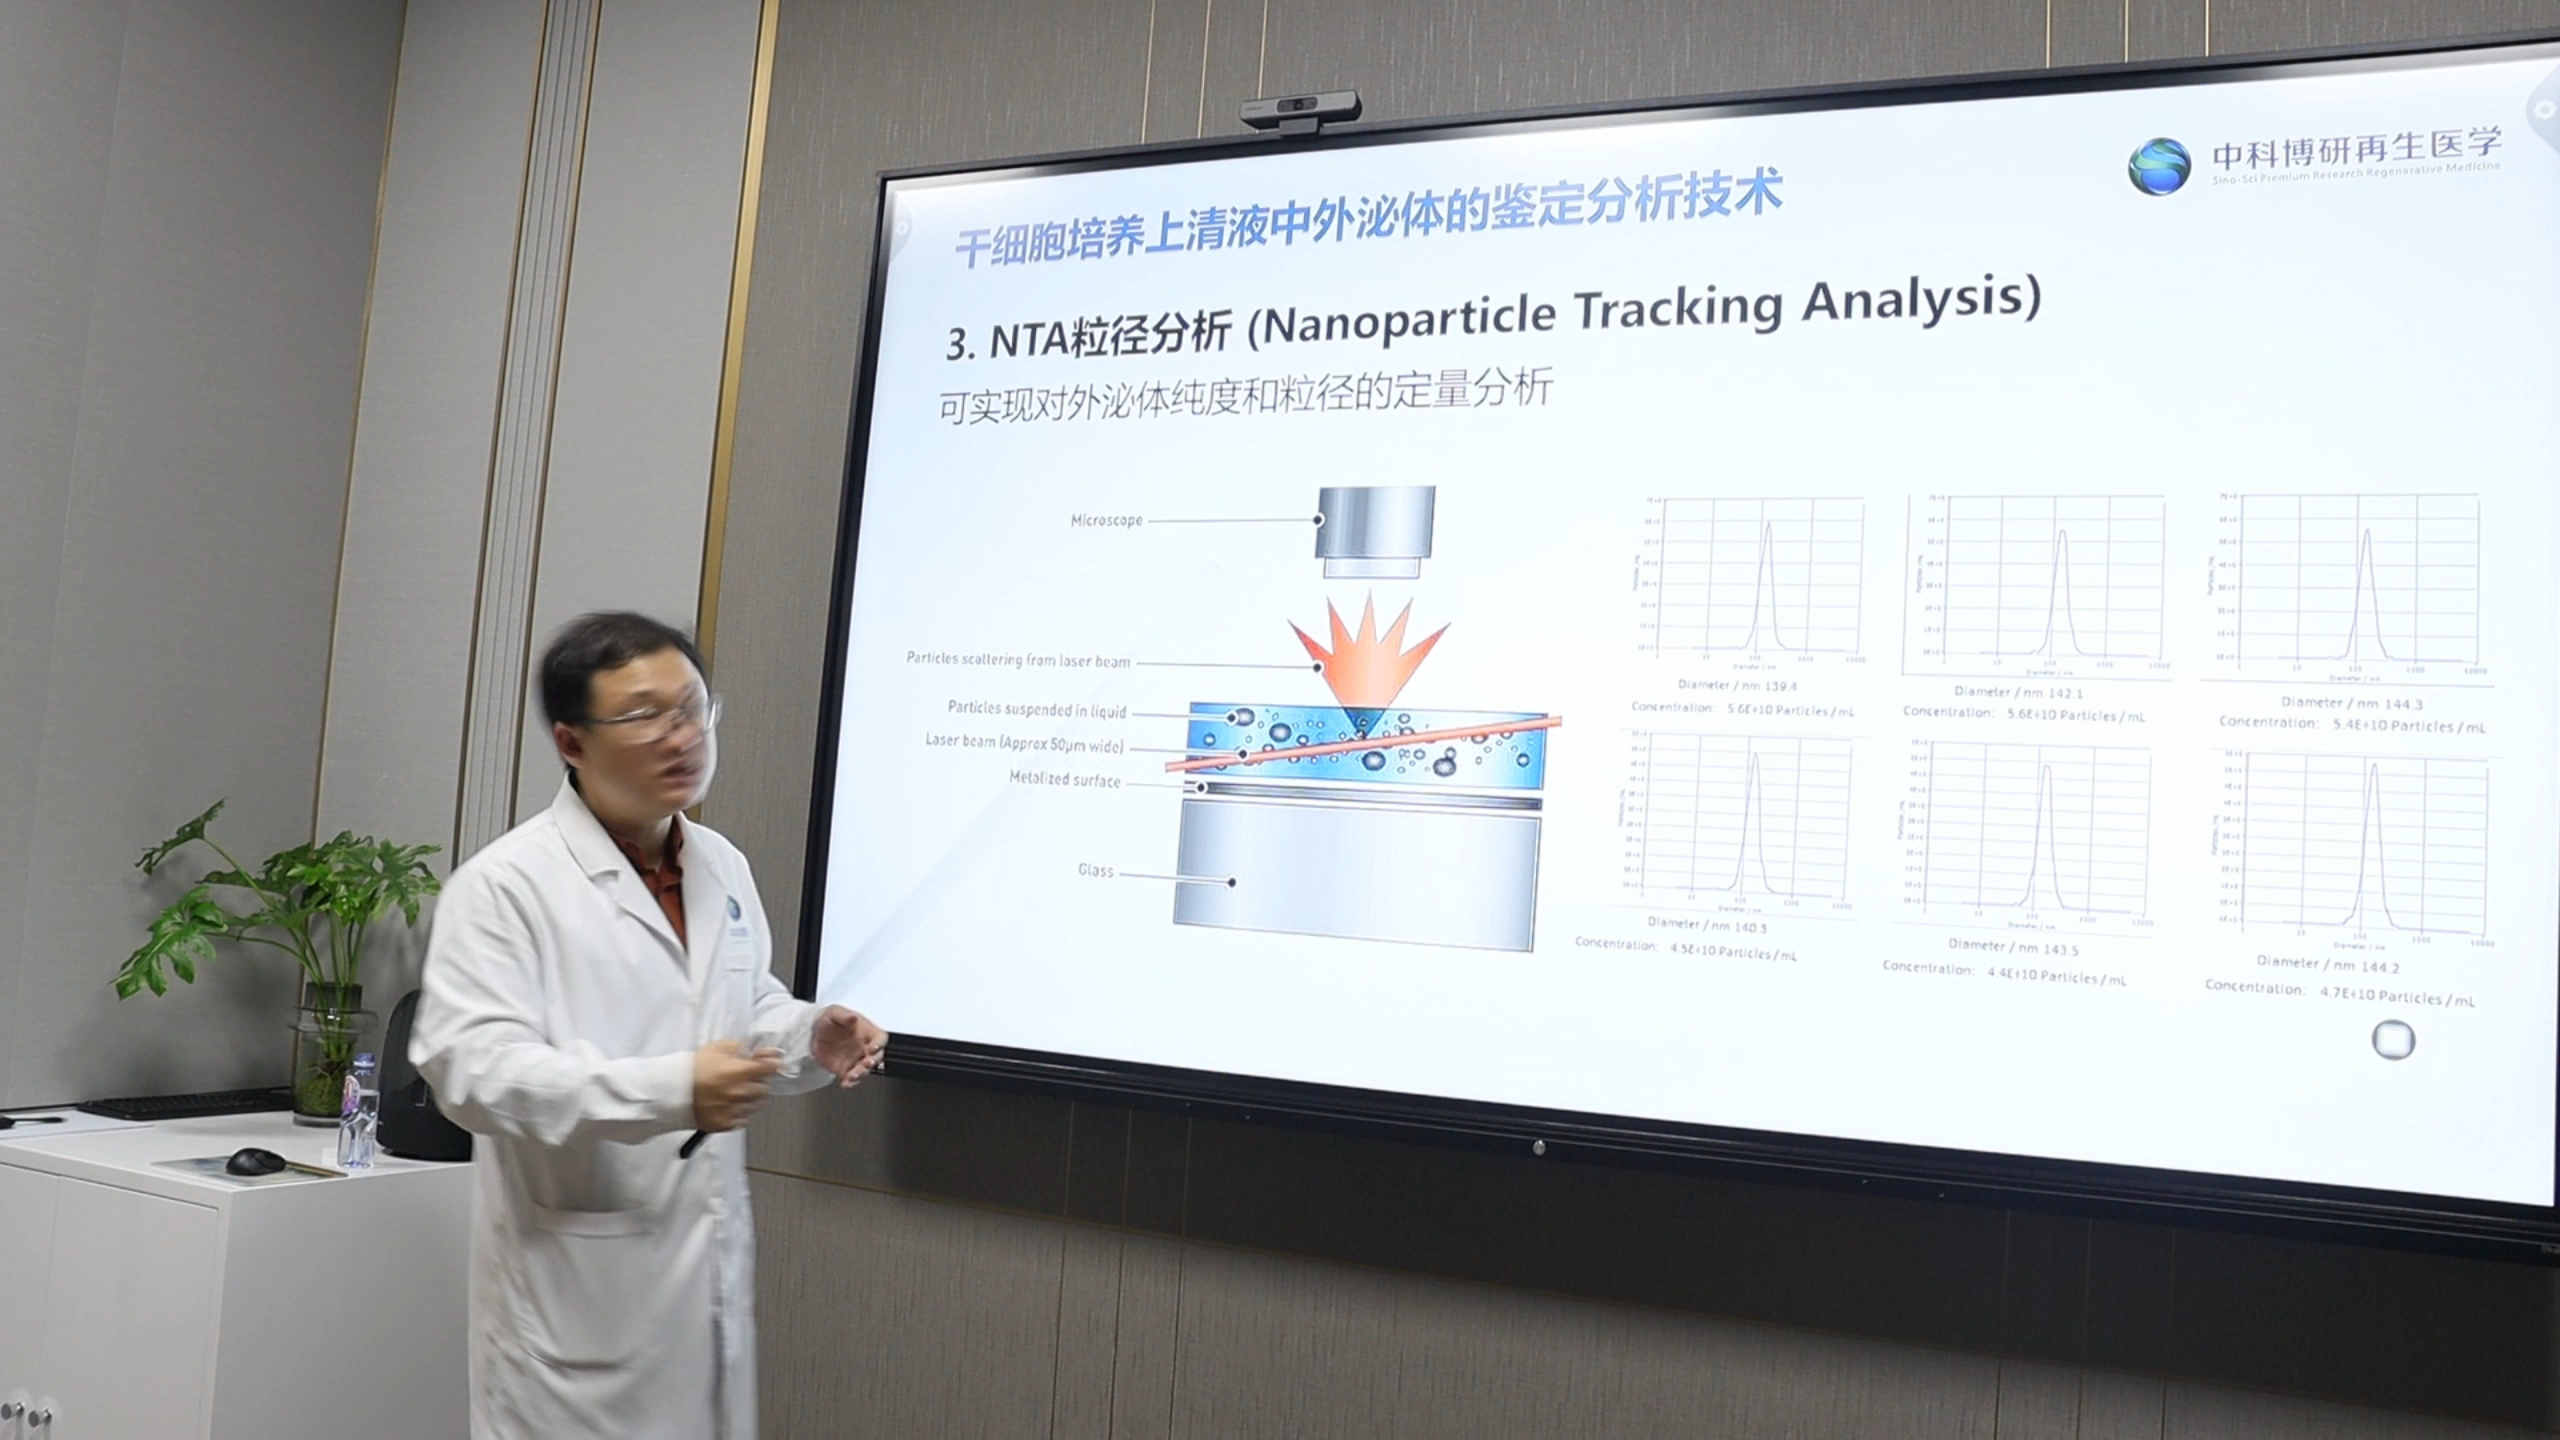 中科博研再生医学
Sino-Sci Premium Research Regenerative Medicine
干细胞培养上清液中外泌体的鉴定分析技术
3. NTA粒径分析 (Nanoparticle Tracking Analysis)
可实现对外泌体纯度和粒径的定量分析
Microscope
Particles scattering from laser beam
Particles suspended in liquid
Laser beam (Approx 50µm wide)
Metalized surface
Glass
Diameter / nm 139.4
Concentration: 5.6E+10 Particles/mL
Diameter / nm 142.1
Concentration: 5.6E+10 Particles/mL
Diameter / nm 144.3
Concentration: 5.4E+10 Particles/mL
Diameter / nm 140.3
Concentration: 4.5E+10 Particles/mL
Diameter / nm 143.5
Concentration: 4.4E+10 Particles/mL
Diameter / nm 144.2
Concentration: 4.7E+10 Particles/mL